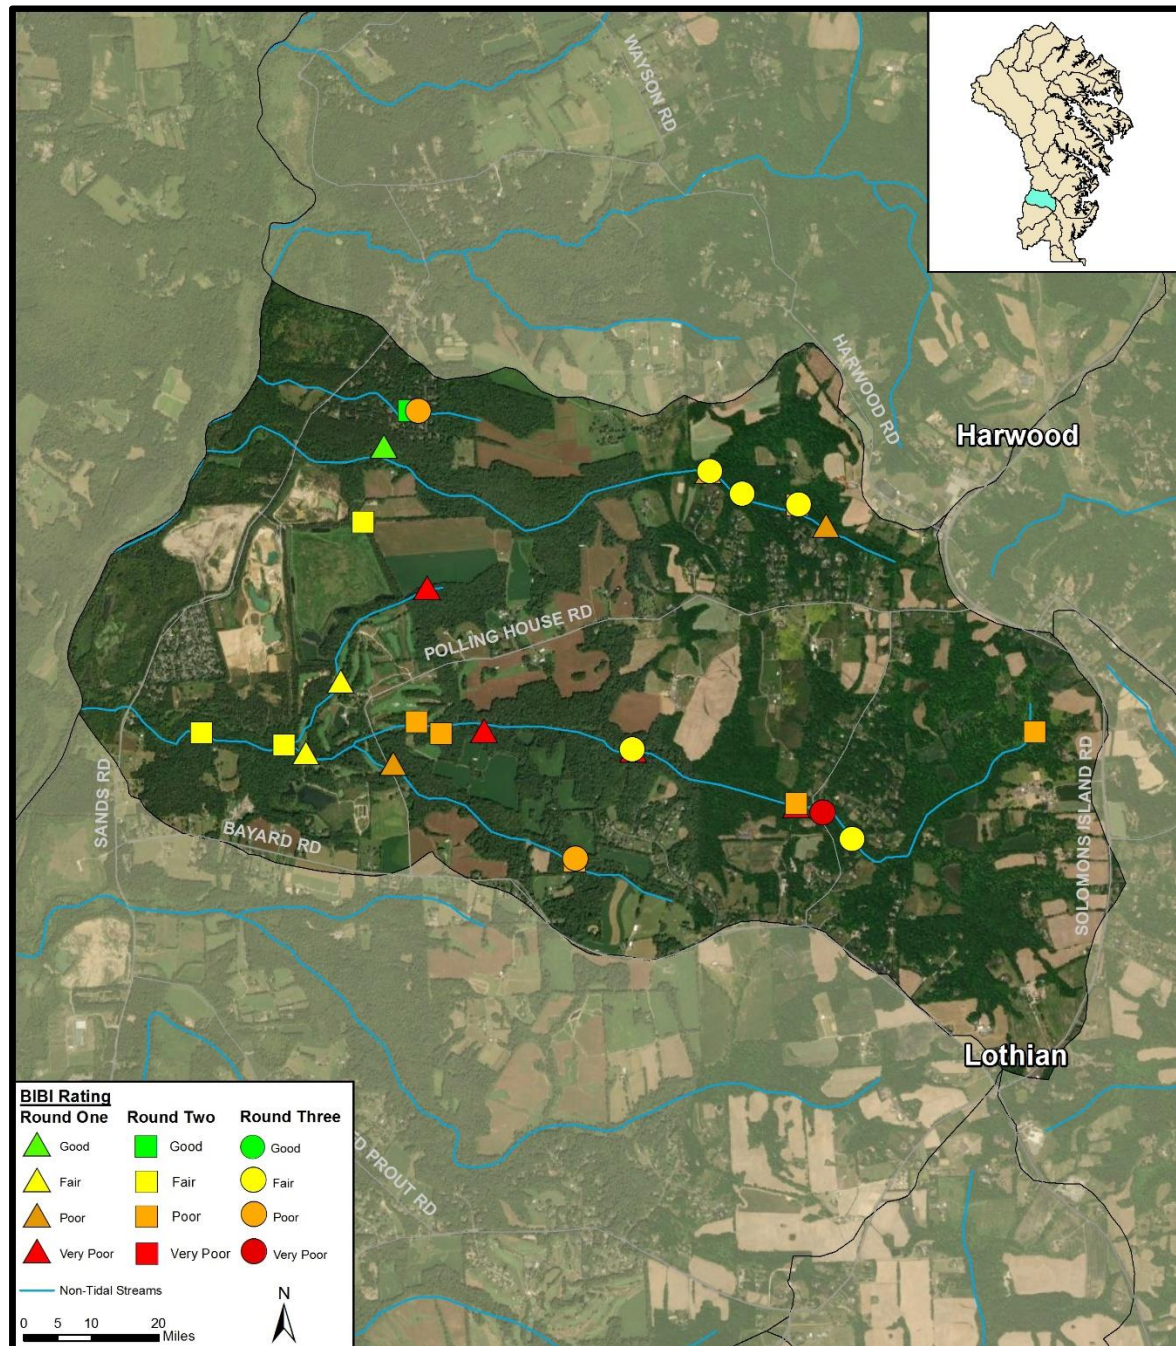 WAYSON RD
HARWOOD RD
Harwood
POLLING HOUSE RD
SANDS RD
BAYARD RD
SOLOMONS ISLAND RD
Lothian
PROUT RD
BIBI Rating
Round One Round Two Round Three
Good Good Good
Fair Fair Fair
Poor Poor Poor
Very Poor Very Poor Very Poor
Non-Tidal Streams
N
0 5 10 20
Miles